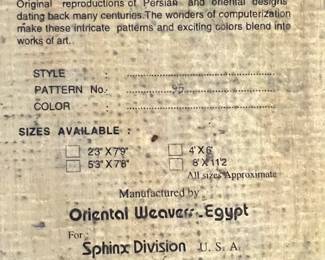 Original reproductions of Persian and oriental designs
dating back many centuries.The wonders of computerization
make these intricate patterns and exciting colors blend into
works of art.
STYLE :
PATTERN No.:
COLOR :
SIZES AVAILABLE :
2'3" X 7'9" 4' X 6'
5'3" X 7'8" 8' X 11'2
All sizes Approximate
Manufactured by
Oriental Weavers-Egypt
For:
Sphinx Division U.S.A.